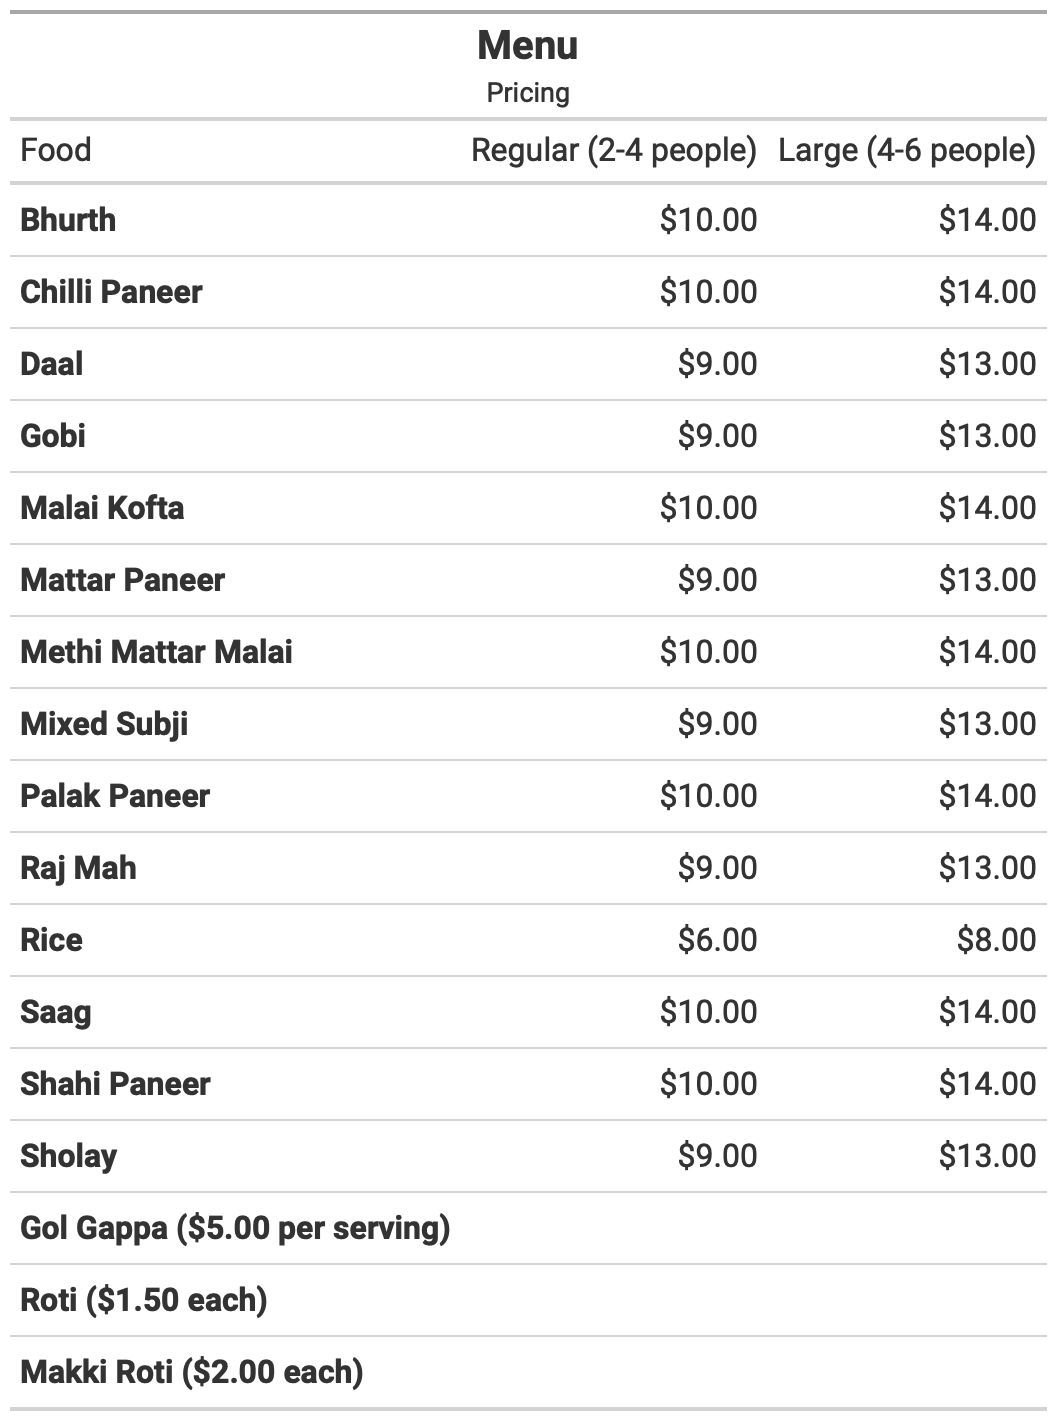 Menu
Pricing
Food Regular (2-4 people) Large (4-6 people)
Bhurth $10.00 $14.00
Chilli Paneer $10.00 $14.00
Daal $9.00 $13.00
Gobi $9.00 $13.00
Malai Kofta $10.00 $14.00
Mattar Paneer $9.00 $13.00
Methi Mattar Malai $10.00 $14.00
Mixed Subji $9.00 $13.00
Palak Paneer $10.00 $14.00
Raj Mah $9.00 $13.00
Rice $6.00 $8.00
Saag $10.00 $14.00
Shahi Paneer $10.00 $14.00
Sholay $9.00 $13.00
Gol Gappa ($5.00 per serving)
Roti ($1.50 each)
Makki Roti ($2.00 each)